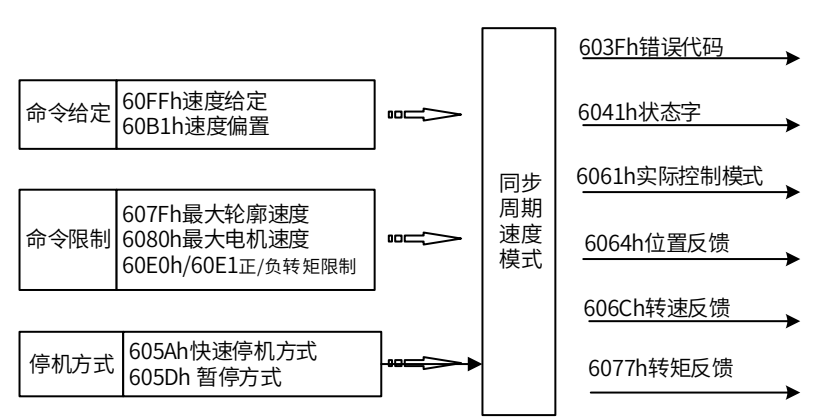 命令给定
60FFh速度给定
60B1h速度偏置
命令限制
607Fh最大轮廓速度
6080h最大电机速度
60E0h/60E1正/负转矩限制
停机方式
605Ah快速停机方式
605Dh 暂停方式
同步
周期
速度
模式
603Fh错误代码
6041h状态字
6061h实际控制模式
6064h位置反馈
606Ch转速反馈
6077h转矩反馈